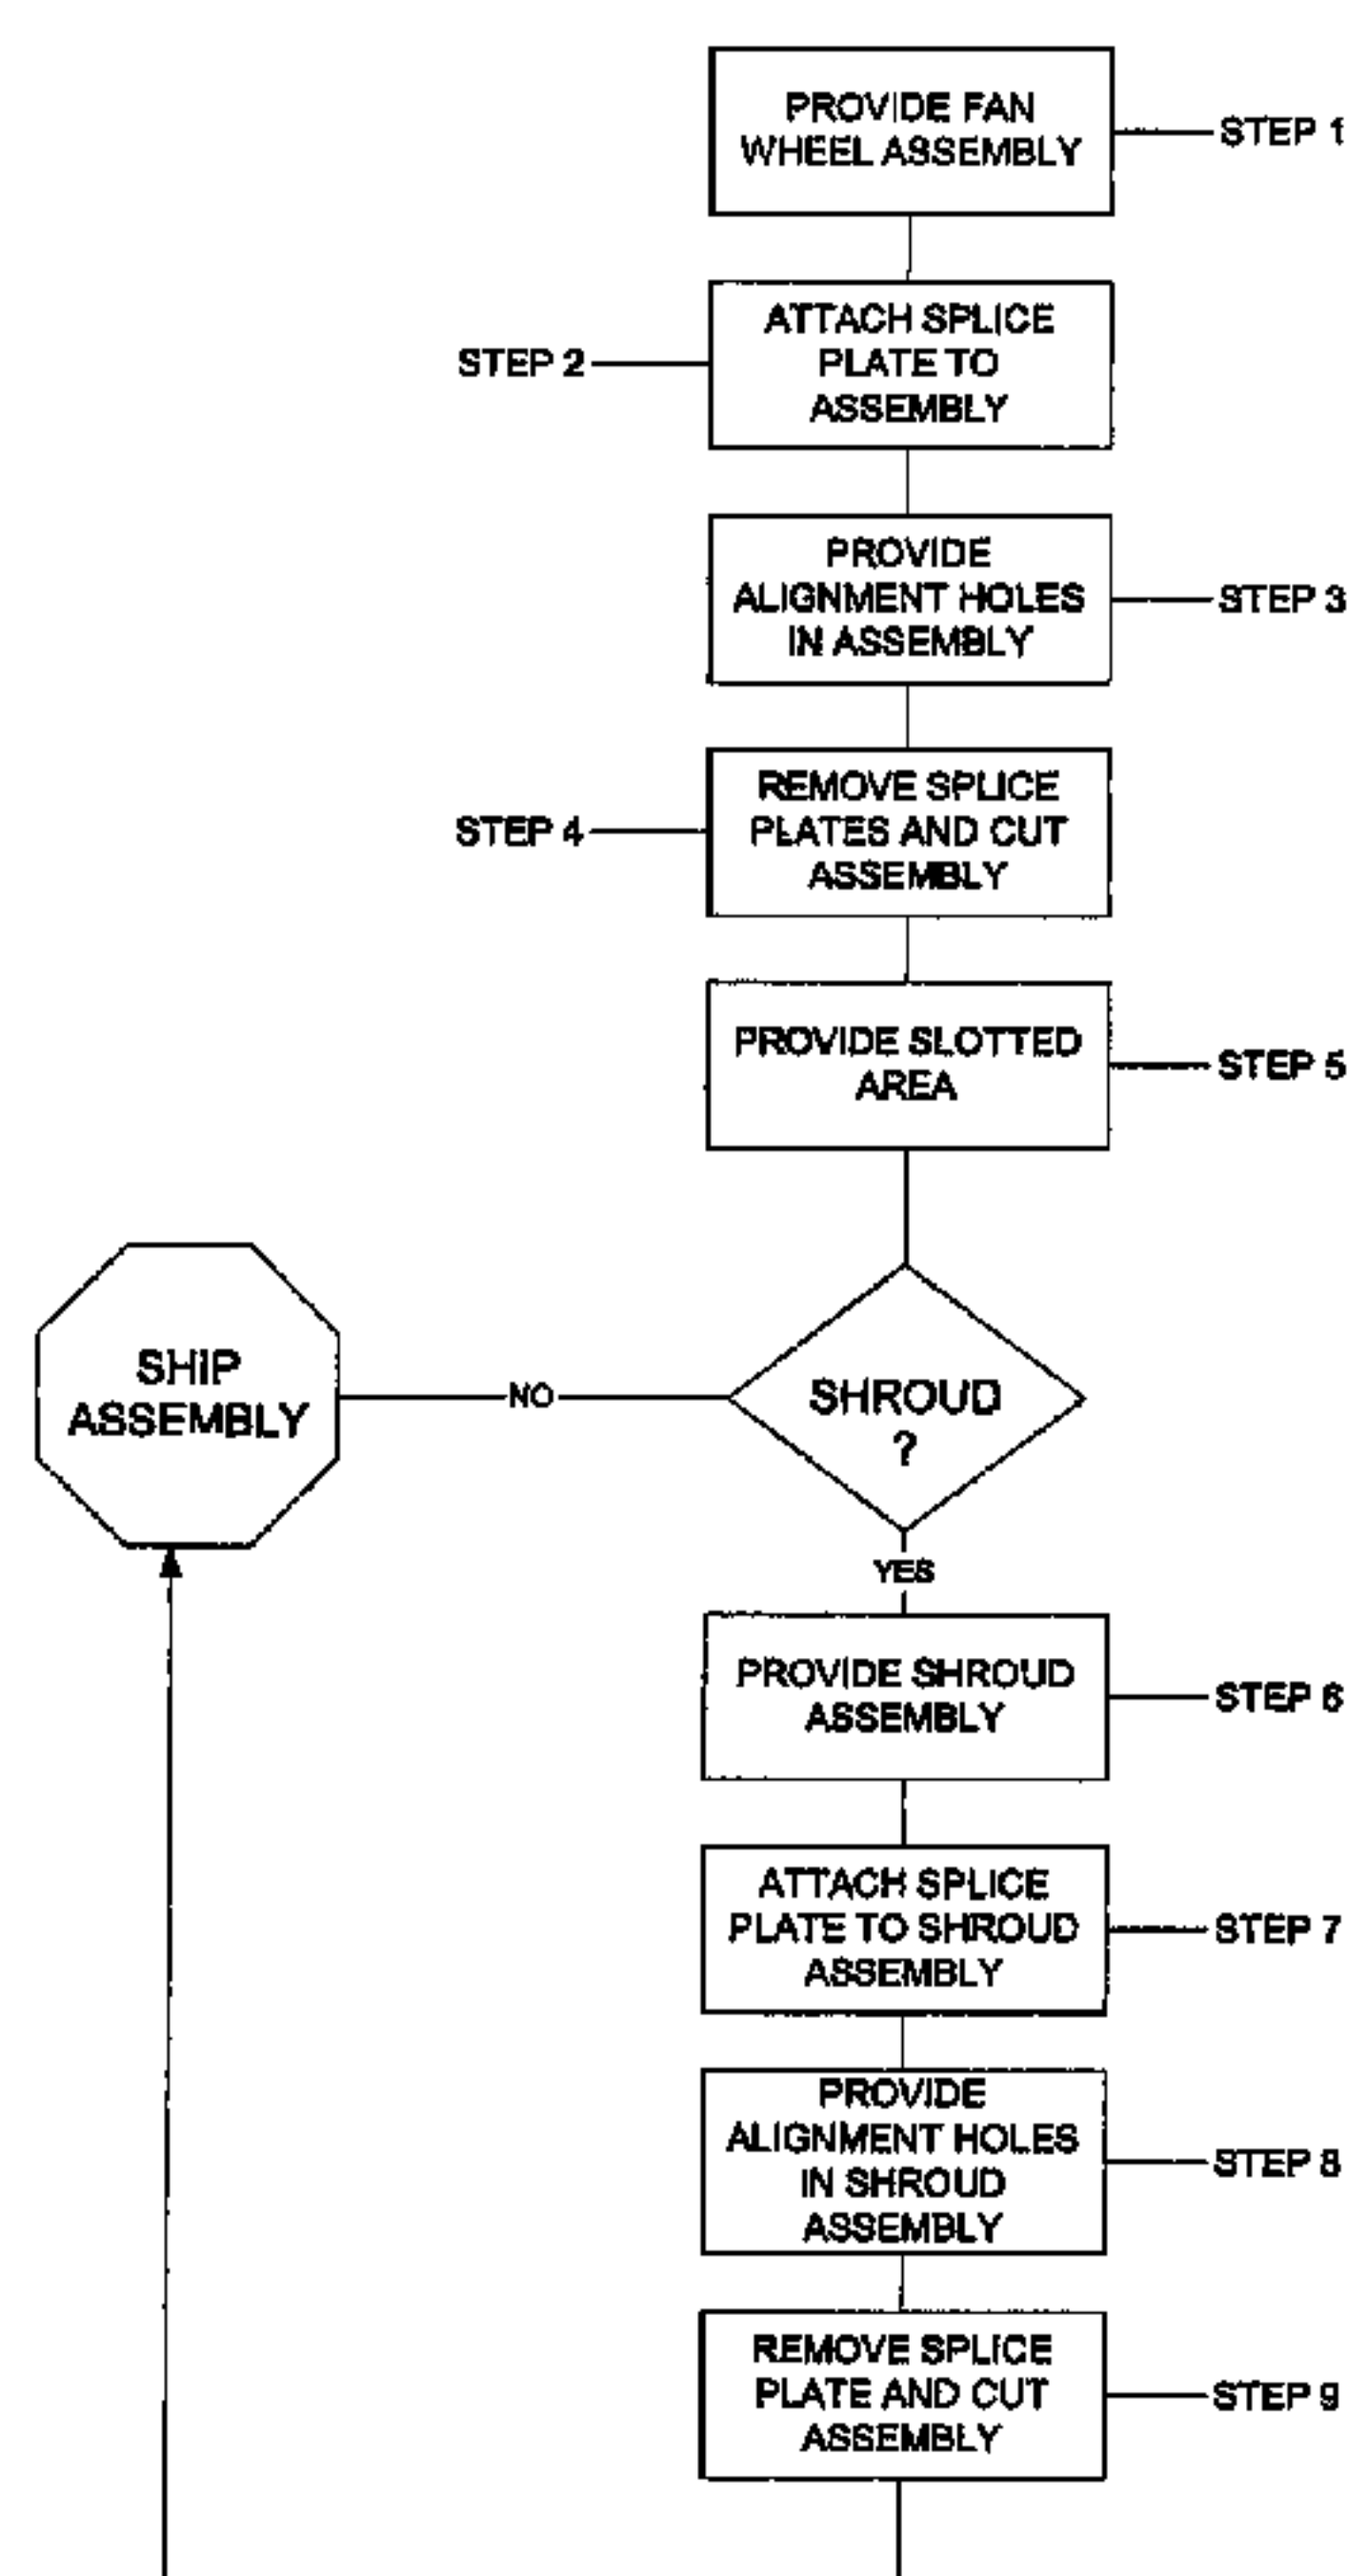 PROVIDE FAN
WHEEL ASSEMBLY
STEP 1
ATTACH SPLICE
PLATE TO
ASSEMBLY
STEP 2
PROVIDE
ALIGNMENT HOLES
IN ASSEMBLY
STEP 3
REMOVE SPLICE
PLATES AND CUT
ASSEMBLY
STEP 4
PROVIDE SLOTTED
AREA
STEP 5
SHROUD
?
NO
SHIP
ASSEMBLY
YES
PROVIDE SHROUD
ASSEMBLY
STEP 6
ATTACH SPLICE
PLATE TO SHROUD
ASSEMBLY
STEP 7
PROVIDE
ALIGNMENT HOLES
IN SHROUD
ASSEMBLY
STEP 8
REMOVE SPLICE
PLATE AND CUT
ASSEMBLY
STEP 9